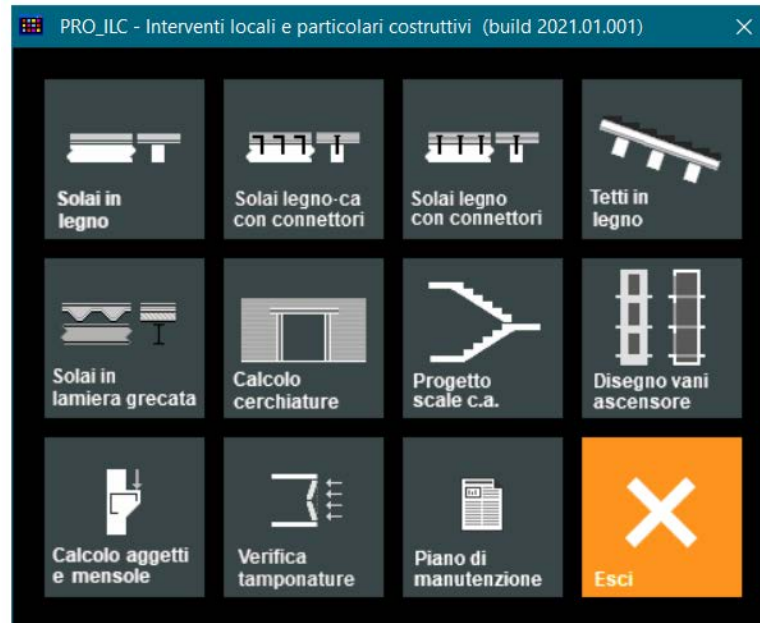 PRO_ILC - Interventi locali e particolari costruttivi (build 2021.01.001)
Solai in
legno
Solai legno-ca
con connettori
Solai legno
con connettori
Tetti in
legno
Solai in
lamiera grecata
Calcolo
cerchiature
Progetto
scale c.a.
Disegno vani
ascensore
Calcolo aggetti
e mensole
Verifica
tamponature
Piano di
manutenzione
Esci